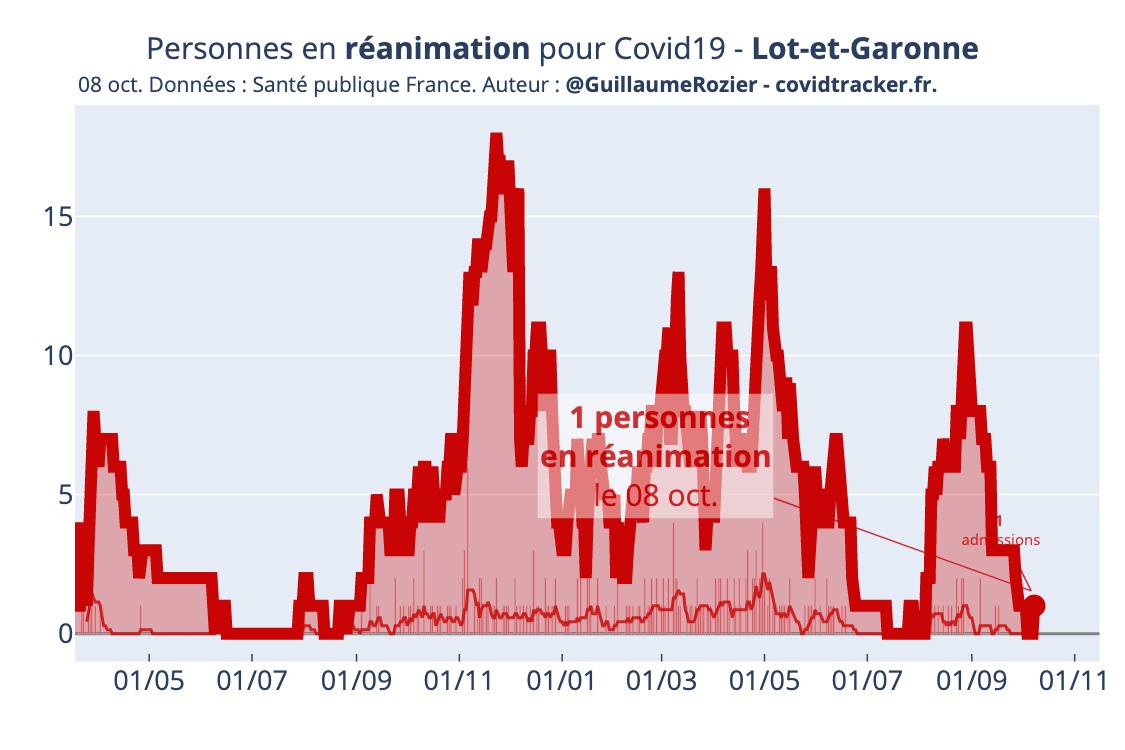 Personnes en réanimation pour Covid19 - Lot-et-Garonne
08 oct. Données : Santé publique France. Auteur : @GuillaumeRozier - covidtracker.fr.
15
10
5
0
1 personnes
en réanimation
le 08 oct.
1
admissions
01/05 01/07 01/09 01/11 01/01 01/03 01/05 01/07 01/09 01/11